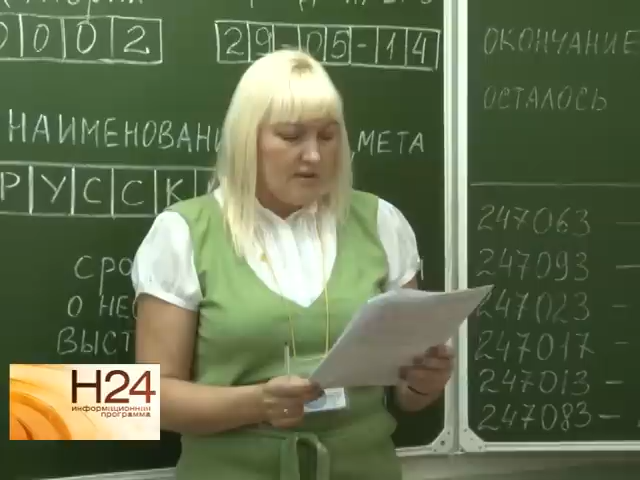 0002
29-05-14
НАИМЕНОВАНИ
МЕТА
РУССК
СРО
О НЕ
ВЫСТ
ОКОНЧАНИЕ
ОСТАЛОСЬ
247063 -
247093 -
247023 -
247017 -
247013 -
247083 -
Н24
информационная
программа